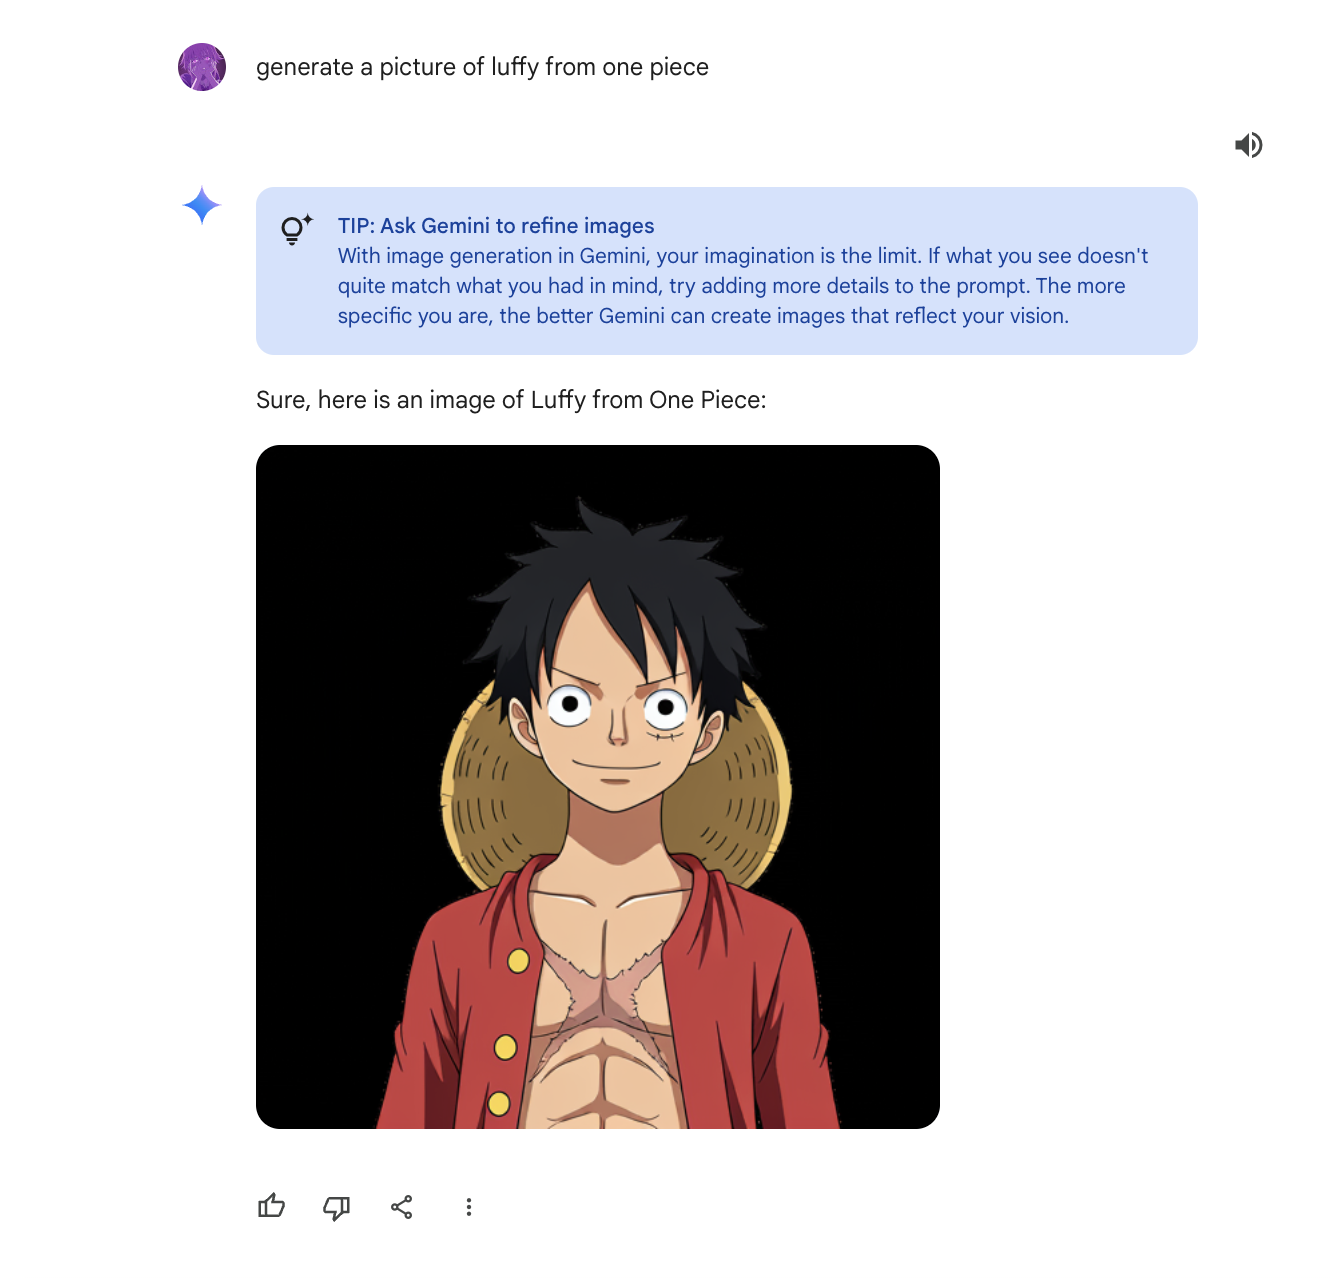 generate a picture of luffy from one piece
TIP: Ask Gemini to refine images
With image generation in Gemini, your imagination is the limit. If what you see doesn't
quite match what you had in mind, try adding more details to the prompt. The more
specific you are, the better Gemini can create images that reflect your vision.
Sure, here is an image of Luffy from One Piece: